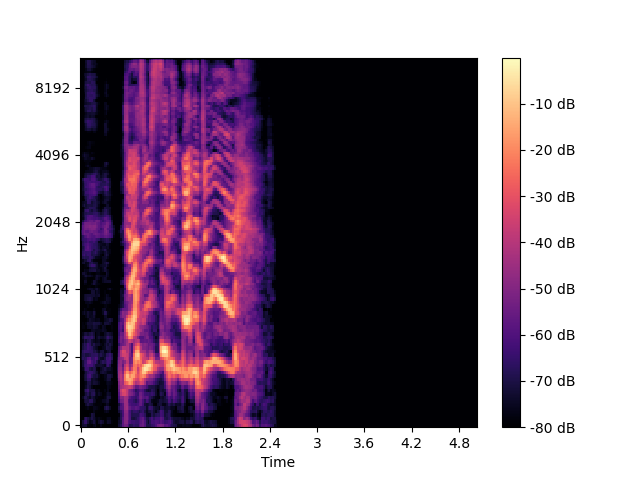 8192
4096
2048
1024
512
0
Hz
0 0.6 1.2 1.8 2.4 3 3.6 4.2 4.8
Time
-10 dB
-20 dB
-30 dB
-40 dB
-50 dB
-60 dB
-70 dB
-80 dB